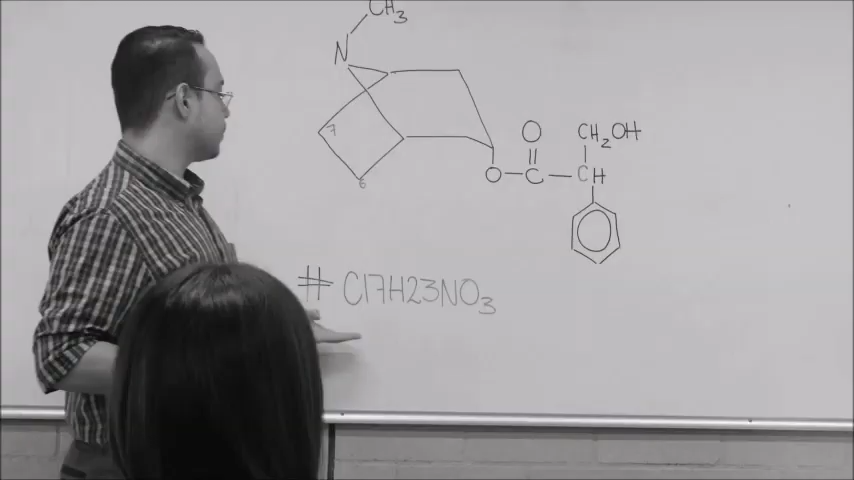 CH3
N
7
6
O
CH2OH
O-C-CH
# C17H23NO3